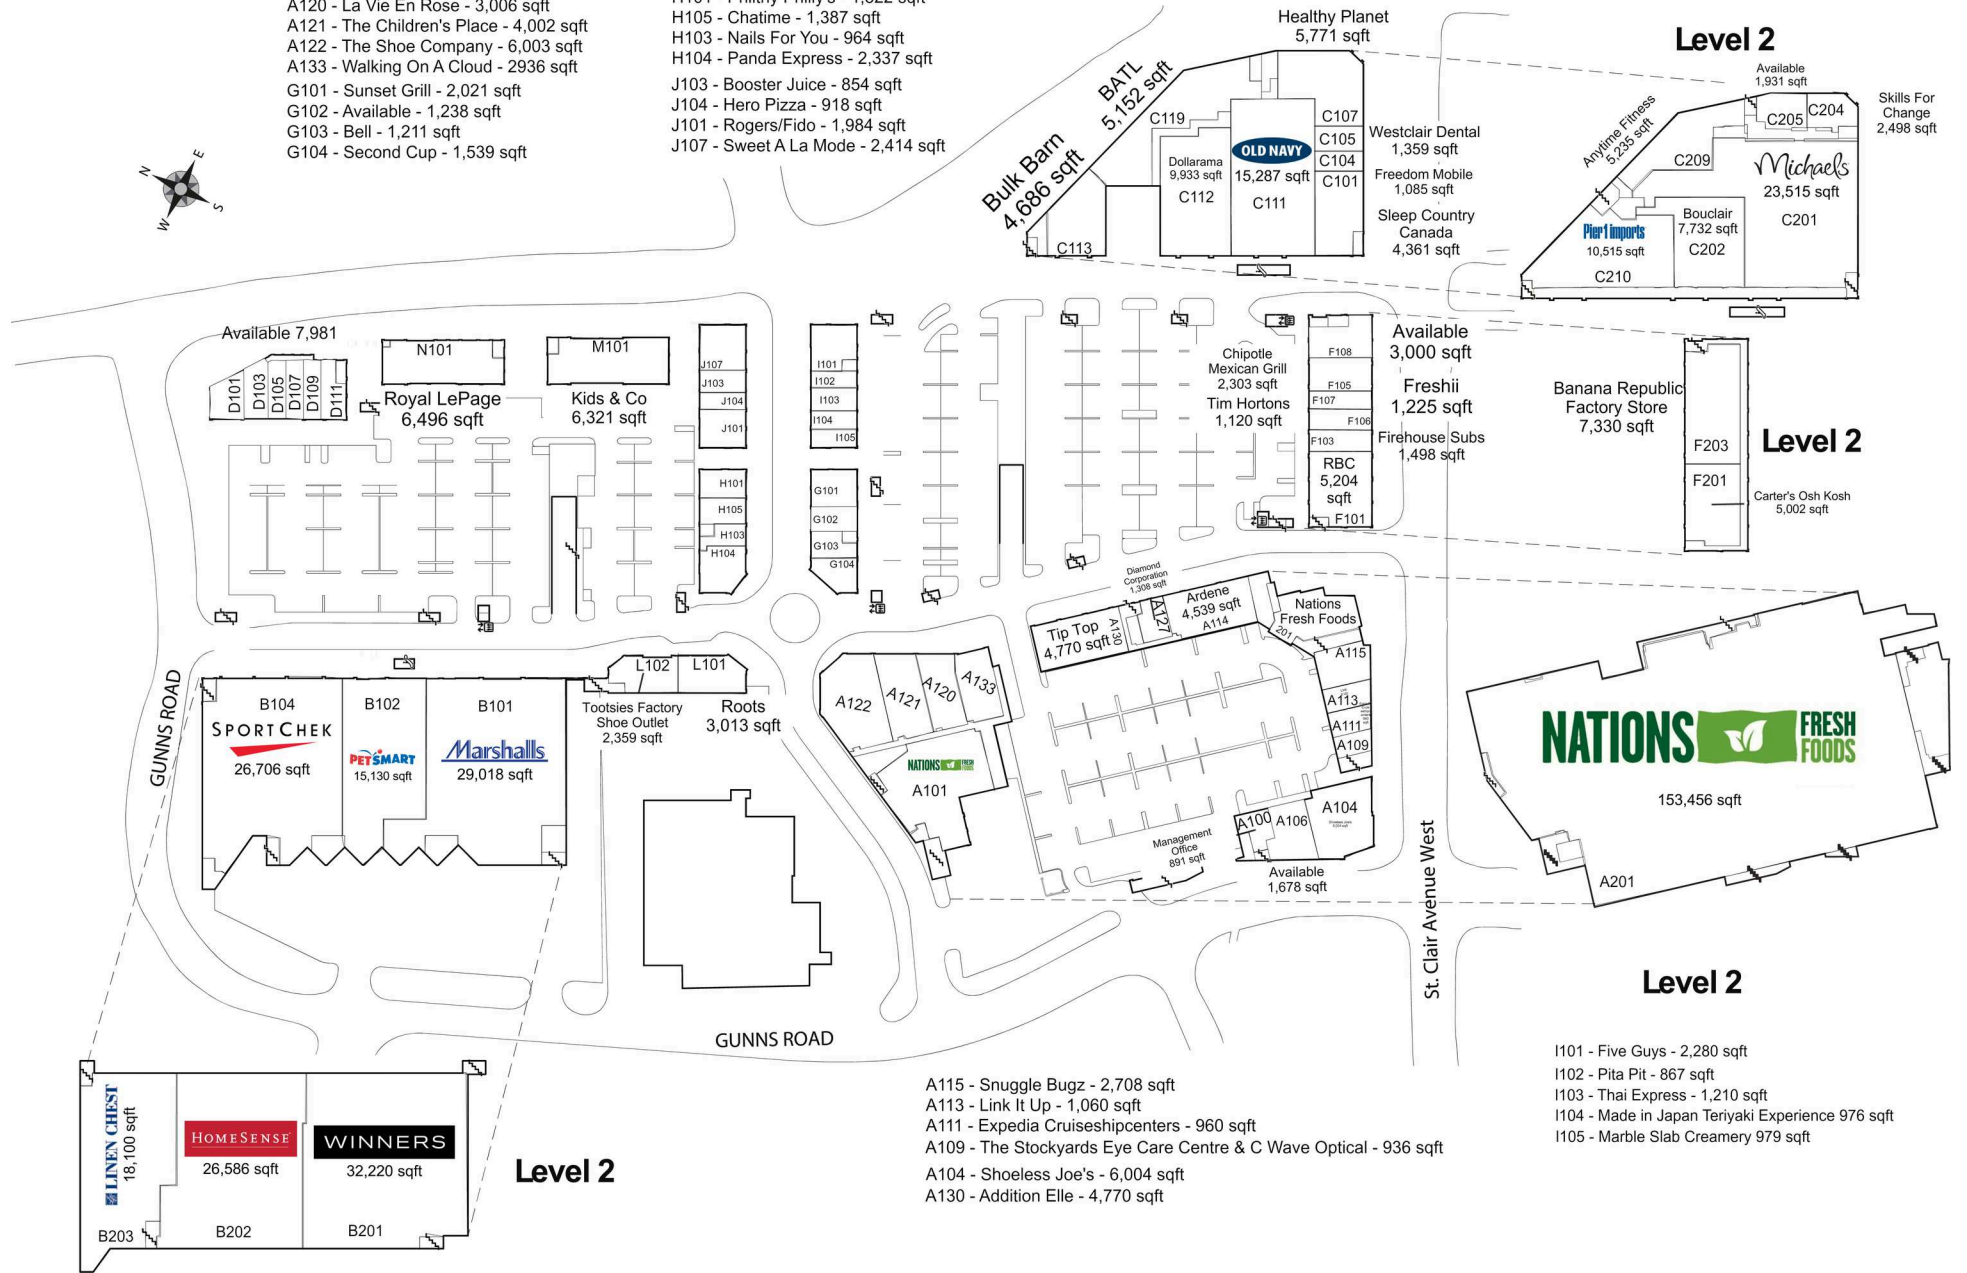 A120 - La Vie En Rose - 3,006 sqft
A121 - The Children's Place - 4,002 sqft
A122 - The Shoe Company - 6,003 sqft
A133 - Walking On A Cloud - 2936 sqft
G101 - Sunset Grill - 2,021 sqft
G102 - Available - 1,238 sqft
G103 - Bell - 1,211 sqft
G104 - Second Cup - 1,539 sqft
H101 - Philthy Philly's - 1,822 sqft
H105 - Chatime - 1,387 sqft
H103 - Nails For You - 964 sqft
H104 - Panda Express - 2,337 sqft
J103 - Booster Juice - 854 sqft
J104 - Hero Pizza - 918 sqft
J101 - Rogers/Fido - 1,984 sqft
J107 - Sweet A La Mode - 2,414 sqft
N
E
S
W
Healthy Planet
5,771 sqft
BATL
5,152 sqft
Bulk Barn
4,686 sqft
C119
C107
C105
C104
C101
Dollarama
9,933 sqft
C112
OLD NAVY
15,287 sqft
C111
C113
Westclair Dental
1,359 sqft
Freedom Mobile
1,085 sqft
Sleep Country
Canada
4,361 sqft
Level 2
Available
1,931 sqft
Skills For
Change
2,498 sqft
Anytime Fitness
5,235 sqft
C205
C204
C209
Michaels
23,515 sqft
C201
Bouclair
7,732 sqft
C202
Pier 1 imports
10,515 sqft
C210
Available 7,981
D101
D103
D105
D107
D109
D111
N101
Royal LePage
6,496 sqft
M101
Kids & Co
6,321 sqft
J107
J103
J104
J101
I101
I102
I103
I104
I105
H101
H105
H103
H104
G101
G102
G103
G104
Chipotle
Mexican Grill
2,303 sqft
Tim Hortons
1,120 sqft
F108
F105
F107
F106
F103
RBC
5,204
sqft
F101
Available
3,000 sqft
Freshii
1,225 sqft
Firehouse Subs
1,498 sqft
Banana Republic
Factory Store
7,330 sqft
F203
F201
Level 2
Carter's Osh Kosh
5,002 sqft
GUNNS ROAD
B104
SPORT CHEK
26,706 sqft
B102
PETSMART
15,130 sqft
B101
Marshalls
29,018 sqft
L102
L101
Tootsies Factory
Shoe Outlet
2,359 sqft
Roots
3,013 sqft
A122
A121
A120
A133
NATIONS FRESH FOODS
A101
Tip Top
4,770 sqft
A130
Diamond
Corporation
1,308 sqft
A127
Ardene
4,539 sqft
A114
Nations
Fresh Foods
201
A115
A113
A111
A109
A104
A106
A100
Management
Office
891 sqft
Available
1,678 sqft
St. Clair Avenue West
NATIONS FRESH FOODS
153,456 sqft
A201
Level 2
GUNNS ROAD
LINEN CHEST
18,100 sqft
B203
HOMESENSE
26,586 sqft
B202
WINNERS
32,220 sqft
B201
Level 2
A115 - Snuggle Bugz - 2,708 sqft
A113 - Link It Up - 1,060 sqft
A111 - Expedia Cruiseshipcenters - 960 sqft
A109 - The Stockyards Eye Care Centre & C Wave Optical - 936 sqft
A104 - Shoeless Joe's - 6,004 sqft
A130 - Addition Elle - 4,770 sqft
I101 - Five Guys - 2,280 sqft
I102 - Pita Pit - 867 sqft
I103 - Thai Express - 1,210 sqft
I104 - Made in Japan Teriyaki Experience 976 sqft
I105 - Marble Slab Creamery 979 sqft